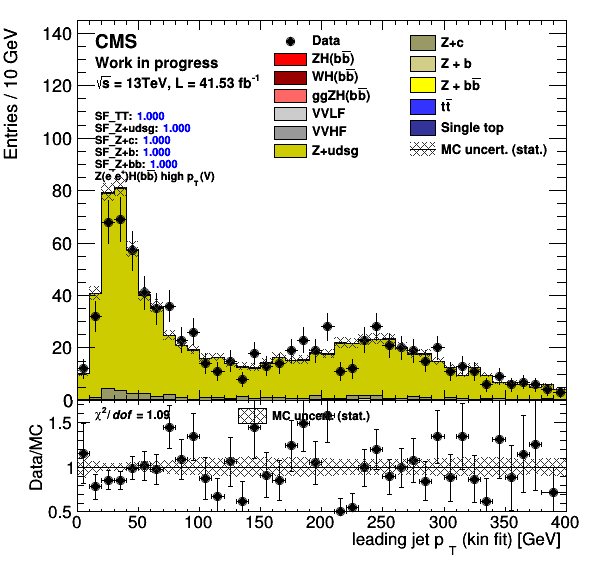 CMS
Work in progress
√s = 13TeV, L = 41.53 fb⁻¹
SF_TT: 1.000
SF_Z+udsg: 1.000
SF_Z+c: 1.000
SF_Z+b: 1.000
SF_Z+bb: 1.000
Z(e⁻e⁺)H(bb̅) high p_T(V)
Data
ZH(bb̅)
WH(bb̅)
ggZH(bb̅)
VVLF
VVHF
Z+udsg
Z+c
Z + b
Z + bb̅
tt̅
Single top
MC uncert. (stat.)
Entries / 10 GeV
140
120
100
80
60
40
20
0
χ²/dof = 1.09
MC uncert. (stat.)
Data/MC
1.5
1
0.5
0 50 100 150 200 250 300 350 400
leading jet p_T (kin fit) [GeV]